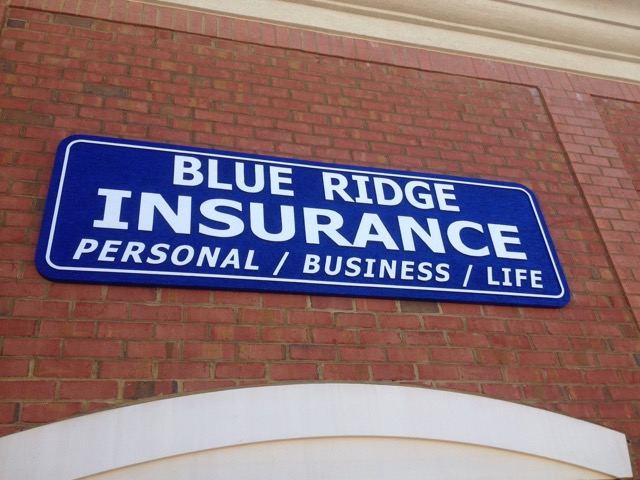 BLUE RIDGE
INSURANCE
PERSONAL / BUSINESS / LIFE